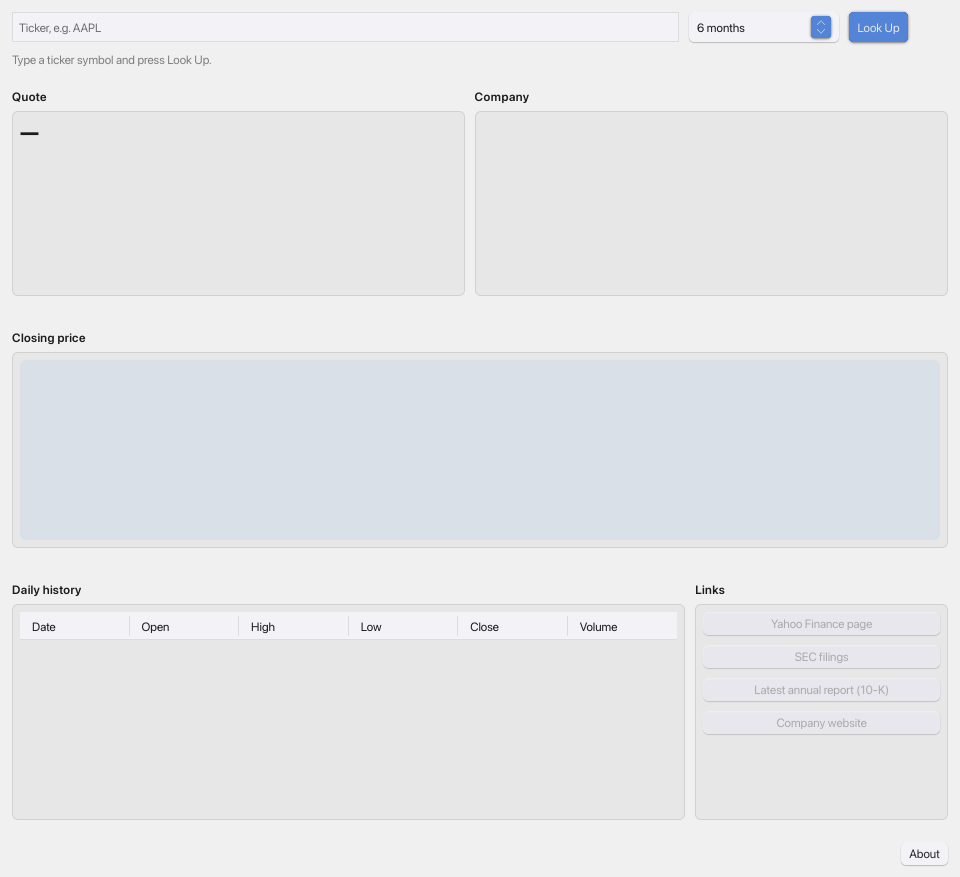 Ticker, e.g. AAPL
6 months
Look Up
Type a ticker symbol and press Look Up.
Quote
Company
—
Closing price
Daily history
Links
Date
Open
High
Low
Close
Volume
Yahoo Finance page
SEC filings
Latest annual report (10-K)
Company website
About